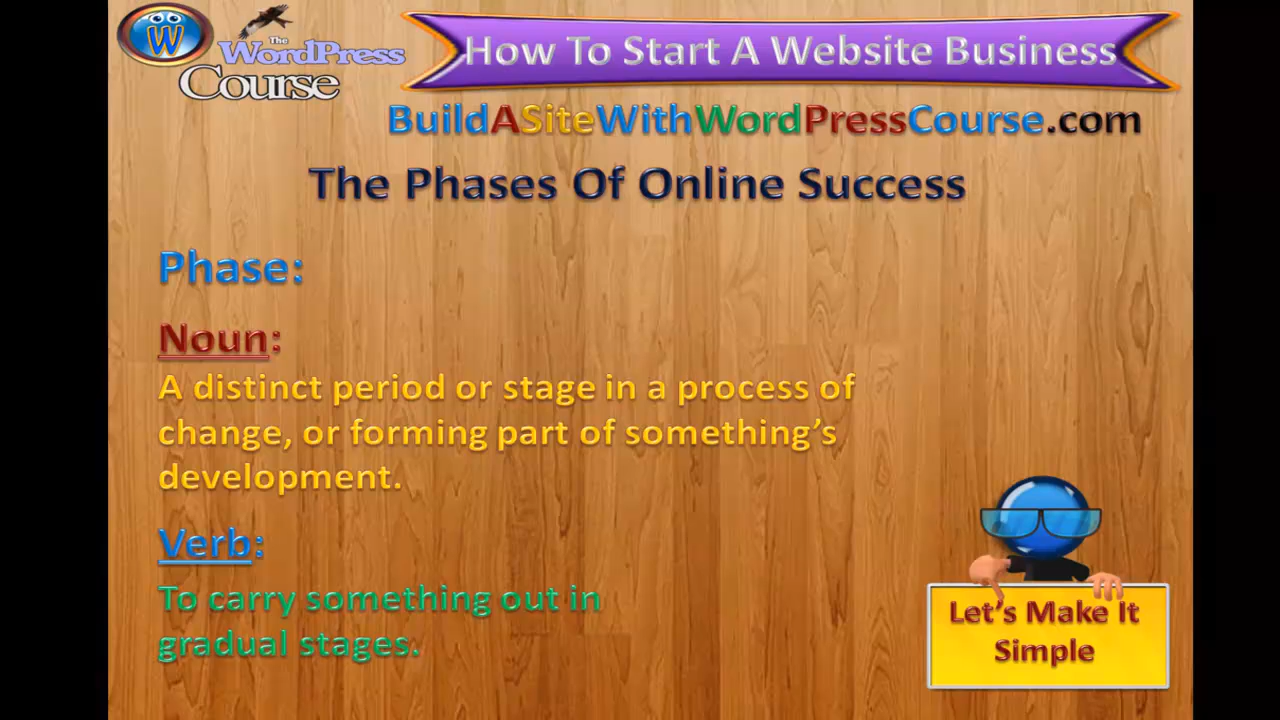 W
The
WordPress
Course
How To Start A Website Business
BuildASiteWithWordPressCourse.com
The Phases Of Online Success
Phase:
Noun:
A distinct period or stage in a process of
change, or forming part of something’s
development.
Verb:
To carry something out in
gradual stages.
Let’s Make It
Simple